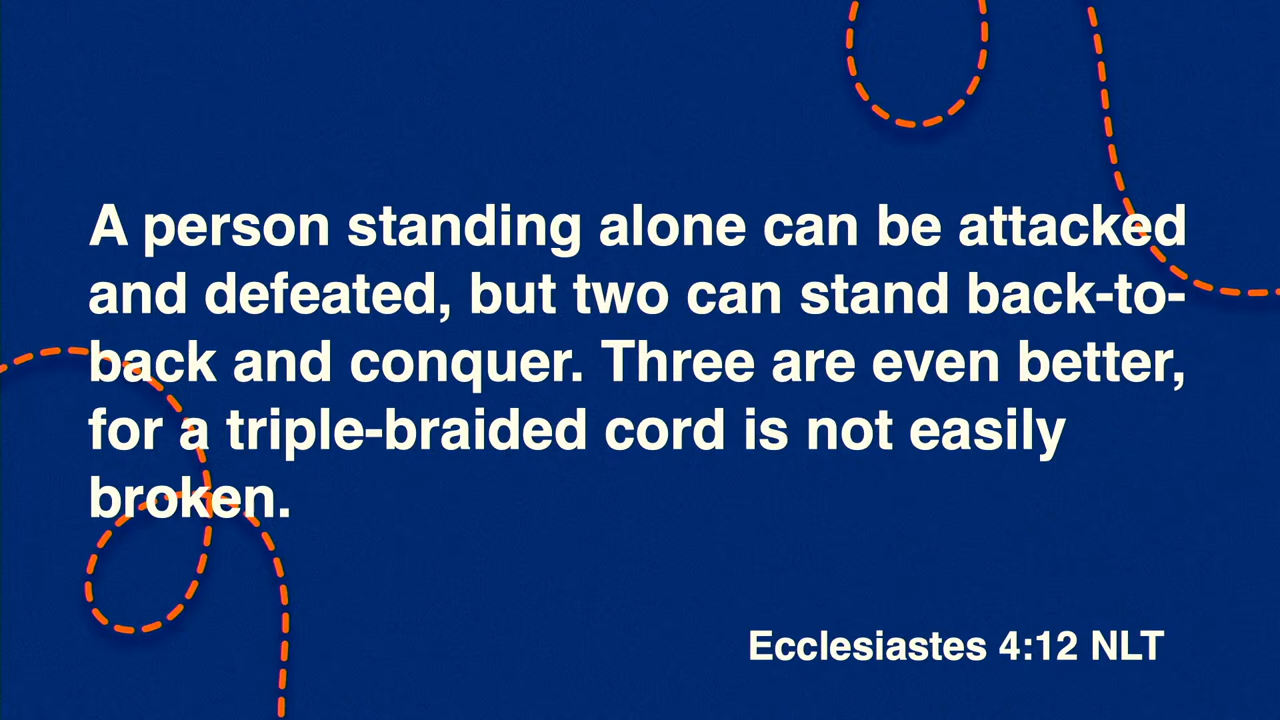 A person standing alone can be attacked
and defeated, but two can stand back-to-
back and conquer. Three are even better,
for a triple-braided cord is not easily
broken.
Ecclesiastes 4:12 NLT